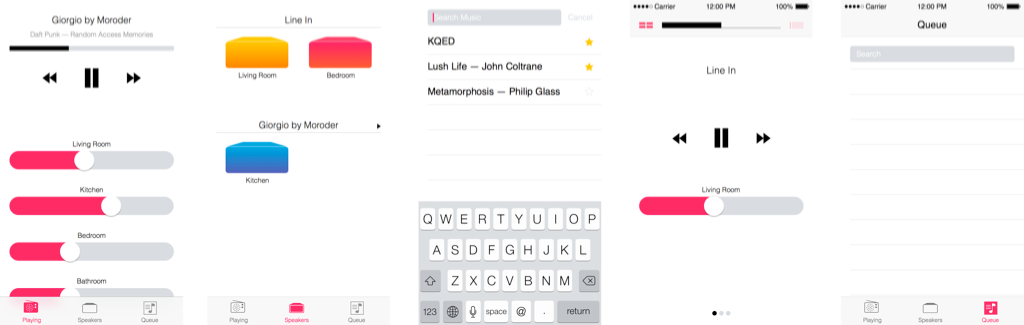 Giorgio by Moroder
Daft Punk — Random Access Memories
Living Room
Kitchen
Bedroom
Bathroom
Playing
Speakers
Queue
Line In
Living Room
Bedroom
Giorgio by Moroder
Kitchen
Playing
Speakers
Queue
Search Music
Cancel
KQED
Lush Life — John Coltrane
Metamorphosis — Philip Glass
Q W E R T Y U I O P
A S D F G H J K L
Z X C V B N M
123 space @ . return
Carrier 12:00 PM 100%
Line In
Living Room
Carrier 12:00 PM 100%
Queue
Search
Playing
Speakers
Queue